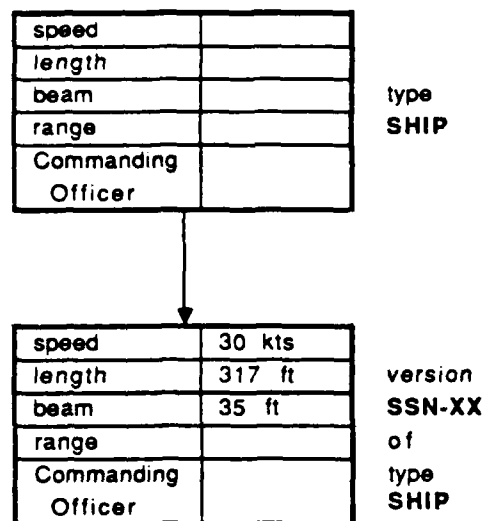 speed
length
beam
range
Commanding
Officer
type
SHIP
speed 30 kts
length 317 ft
beam 35 ft
range
Commanding
Officer
version
SSN-XX
of
type
SHIP